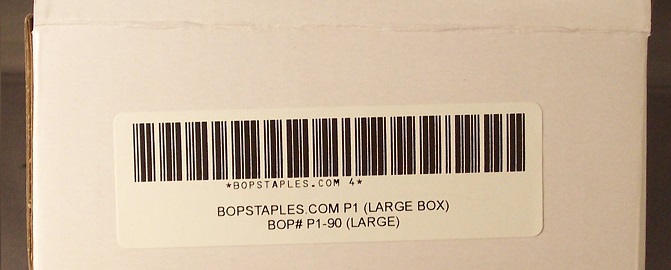 *BOPSTAPLES.COM 4*
BOPSTAPLES.COM P1 (LARGE BOX)
BOP# P1-90 (LARGE)